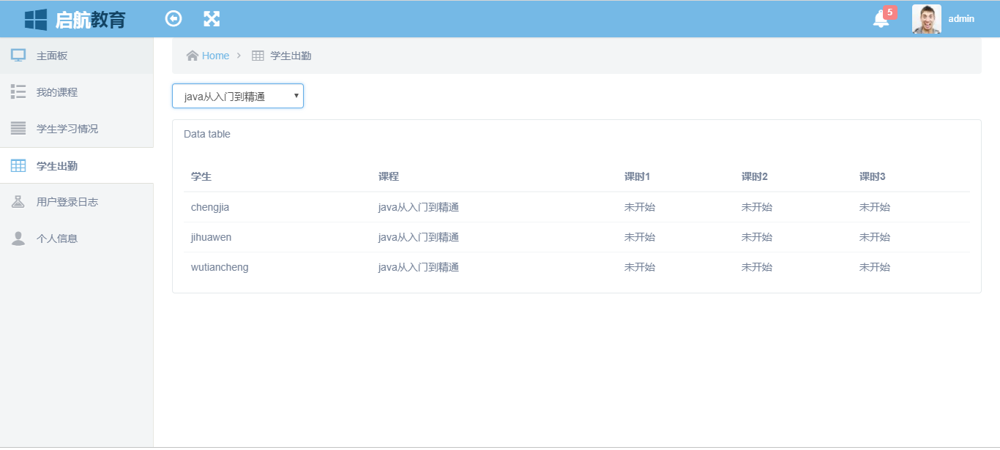 启航教育
5
admin
主面板
我的课程
学生学习情况
学生出勤
用户登录日志
个人信息
Home > 学生出勤
java从入门到精通
Data table
学生 课程 课时1 课时2 课时3
chengjia java从入门到精通 未开始 未开始 未开始
jihuawen java从入门到精通 未开始 未开始 未开始
wutiancheng java从入门到精通 未开始 未开始 未开始